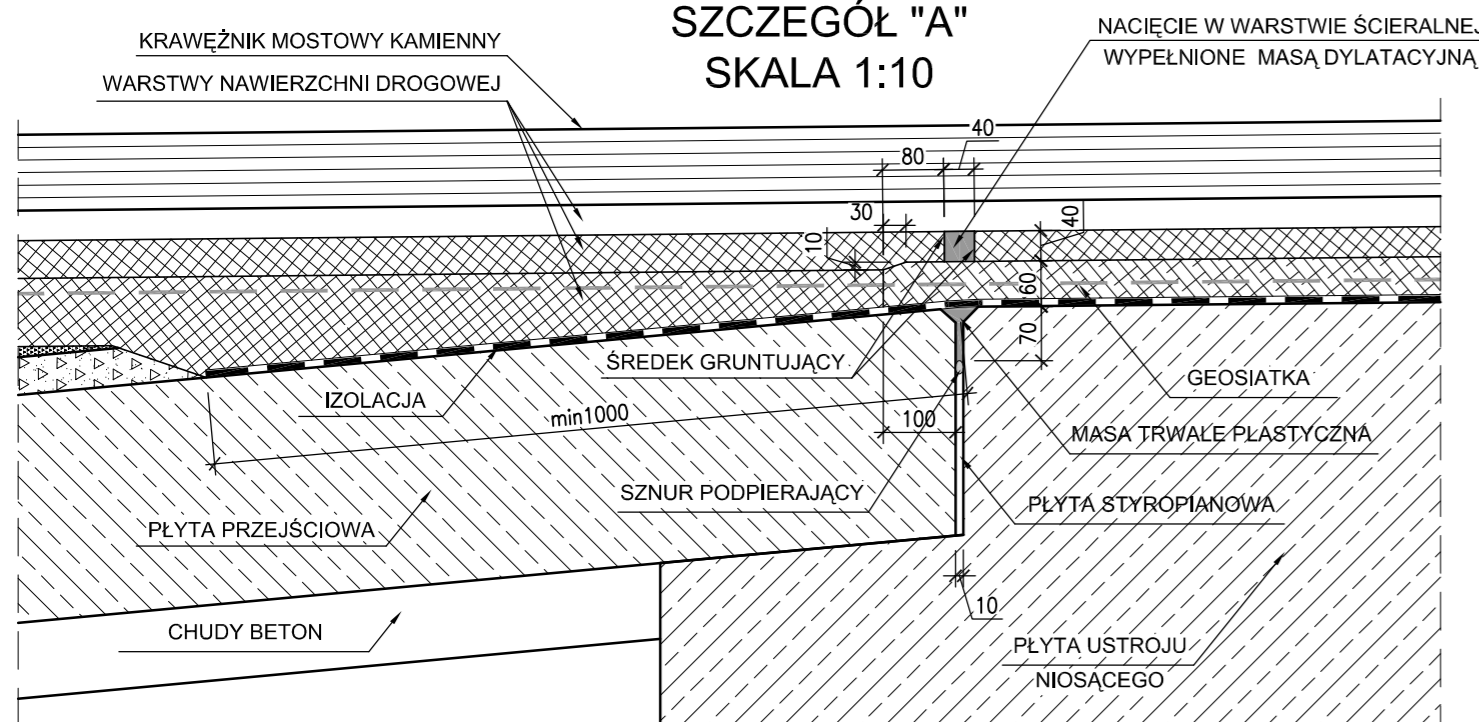 SZCZEGÓŁ "A"
SKALA 1:10
KRAWĘŻNIK MOSTOWY KAMIENNY
WARSTWY NAWIERZCHNI DROGOWEJ
NACIĘCIE W WARSTWIE ŚCIERALNEJ
WYPEŁNIONE MASĄ DYLATACYJNĄ
40
80
30
10
40
60
70
ŚREDEK GRUNTUJĄCY
GEOSIATKA
IZOLACJA
min1000
100
MASA TRWALE PLASTYCZNA
SZNUR PODPIERAJĄCY
PŁYTA STYROPIANOWA
PŁYTA PRZEJŚCIOWA
10
CHUDY BETON
PŁYTA USTROJU
NIOSĄCEGO